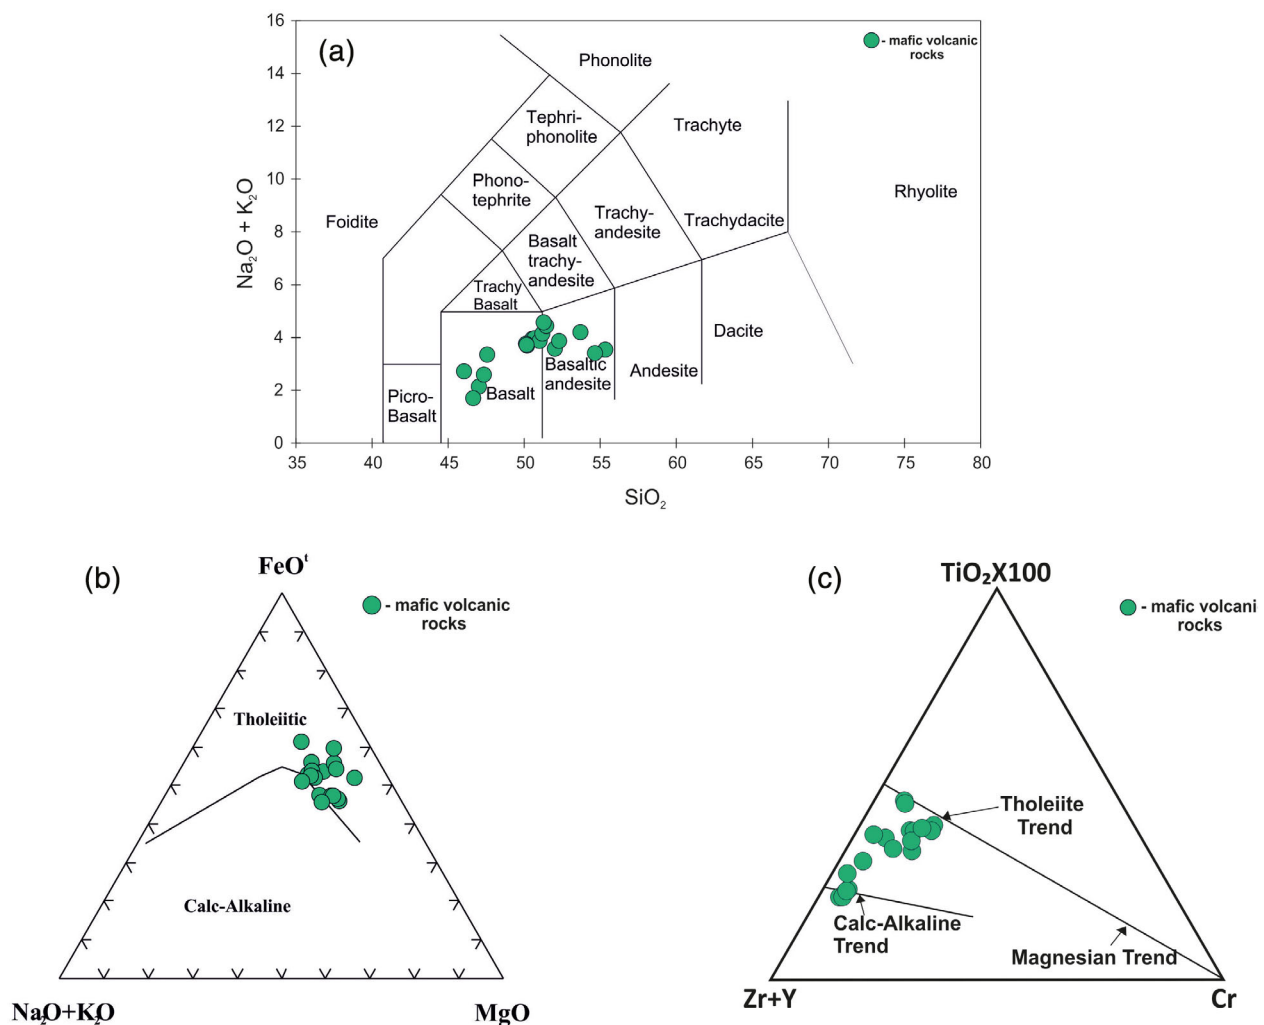 (a)
- mafic volcanic
rocks
16
14
12
10
8
6
4
2
0
Na₂O + K₂O
Phonolite
Tephri-
phonolite
Trachyte
Phono-
tephrite
Foidite
Trachy-
andesite
Trachydacite
Rhyolite
Basalt
trachy-
andesite
Trachy
Basalt
Dacite
Basaltic
andesite
Andesite
Picro-
Basalt
Basalt
35 40 45 50 55 60 65 70 75 80
SiO₂
(b)
FeOᵗ
- mafic volcanic
rocks
Tholeiitic
Calc-Alkaline
Na₂O+K₂O
MgO
(c)
TiO₂X100
- mafic volcani
rocks
Tholeiite
Trend
Calc-Alkaline
Trend
Magnesian Trend
Zr+Y
Cr